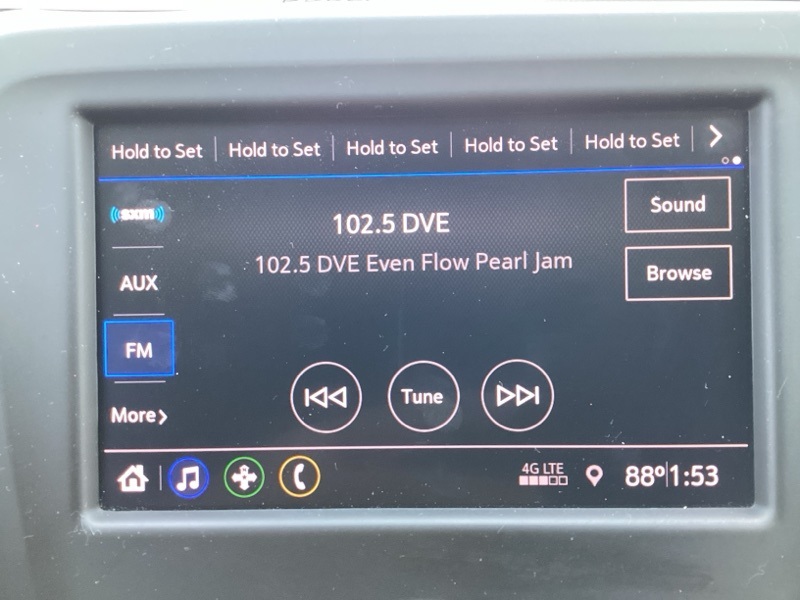 Hold to Set Hold to Set Hold to Set Hold to Set Hold to Set
((sxm))
102.5 DVE
Sound
102.5 DVE Even Flow Pearl Jam
AUX
Browse
FM
Tune
More
4G LTE
88° 1:53